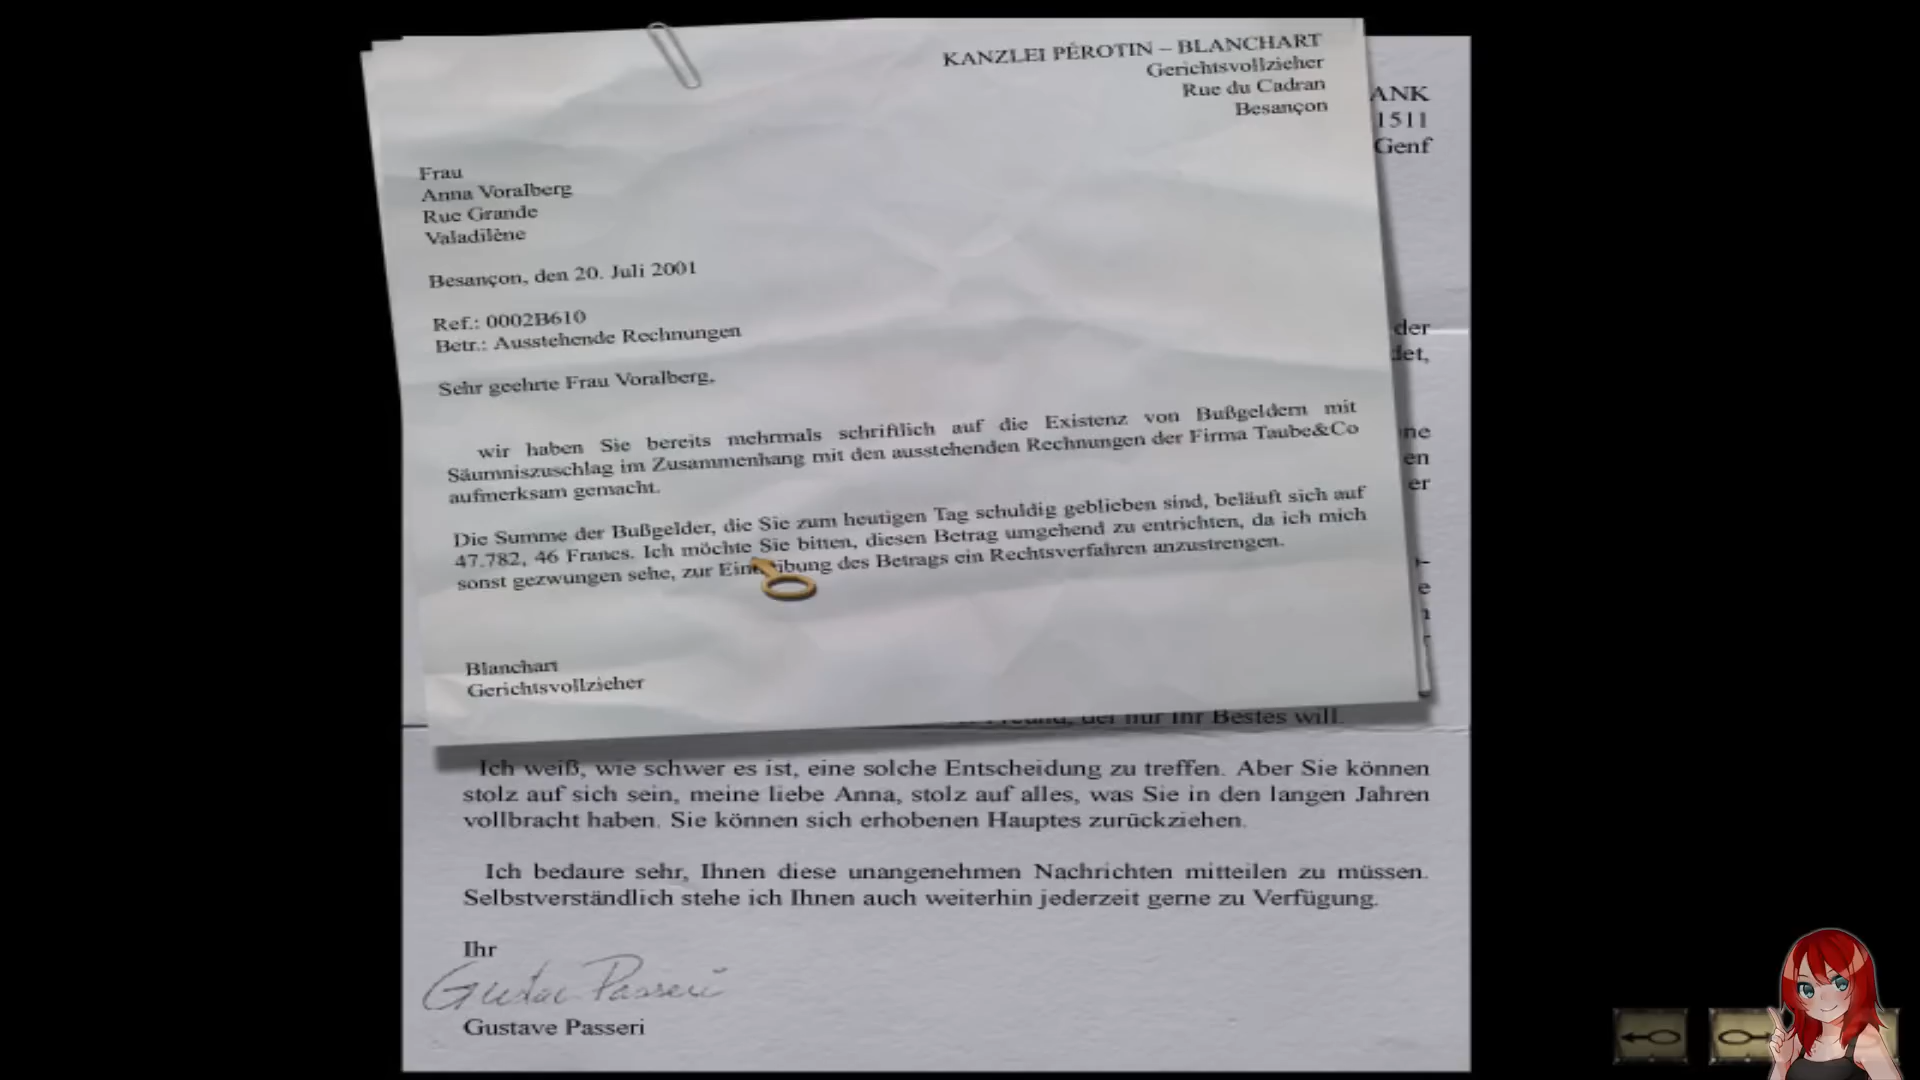 KANZLEI PÉROTIN – BLANCHART
Gerichtsvollzieher
Rue du Cadran
Besançon
ANK
1511
Genf
Frau
Anna Voralberg
Rue Grande
Valadilène
Besançon, den 20. Juli 2001
Ref.: 0002B610
Betr.: Ausstehende Rechnungen
Sehr geehrte Frau Voralberg,
wir haben Sie bereits mehrmals schriftlich auf die Existenz von Bußgeldern mit
Säumniszuschlag im Zusammenhang mit den ausstehenden Rechnungen der Firma Taube&Co
aufmerksam gemacht.
Die Summe der Bußgelder, die Sie zum heutigen Tag schuldig geblieben sind, beläuft sich auf
47.782, 46 Francs. Ich möchte Sie bitten, diesen Betrag umgehend zu entrichten, da ich mich
sonst gezwungen sehe, zur des Betrags ein Rechtsverfahren anzustrengen.
Blanchart
Gerichtsvollzieher
der
det,
ne
en
er
e
der nur Ihr Bestes will.
Ich weiß, wie schwer es ist, eine solche Entscheidung zu treffen. Aber Sie können
stolz auf sich sein, meine liebe Anna, stolz auf alles, was Sie in den langen Jahren
vollbracht haben. Sie können sich erhobenen Hauptes zurückziehen.
Ich bedaure sehr, Ihnen diese unangenehmen Nachrichten mitteilen zu müssen.
Selbstverständlich stehe ich Ihnen auch weiterhin jederzeit gerne zu Verfügung.
Ihr
Gustave Passeri
Gustave Passeri